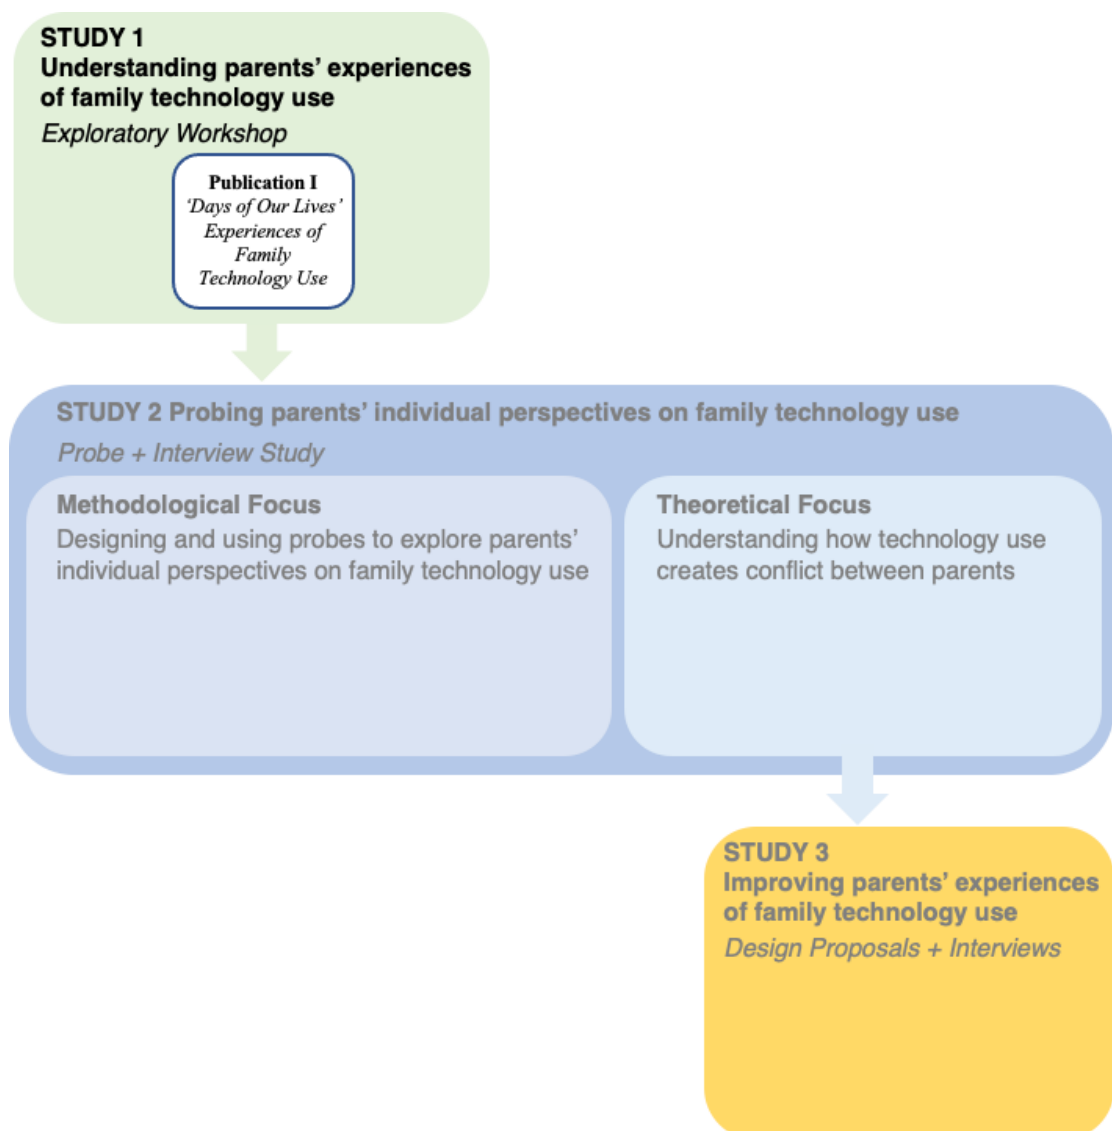 STUDY 1
Understanding parents’ experiences
of family technology use
Exploratory Workshop
Publication I
‘Days of Our Lives’
Experiences of
Family
Technology Use
STUDY 2 Probing parents’ individual perspectives on family technology use
Probe + Interview Study
Methodological Focus
Designing and using probes to explore parents’
individual perspectives on family technology use
Theoretical Focus
Understanding how technology use
creates conflict between parents
STUDY 3
Improving parents’ experiences
of family technology use
Design Proposals + Interviews